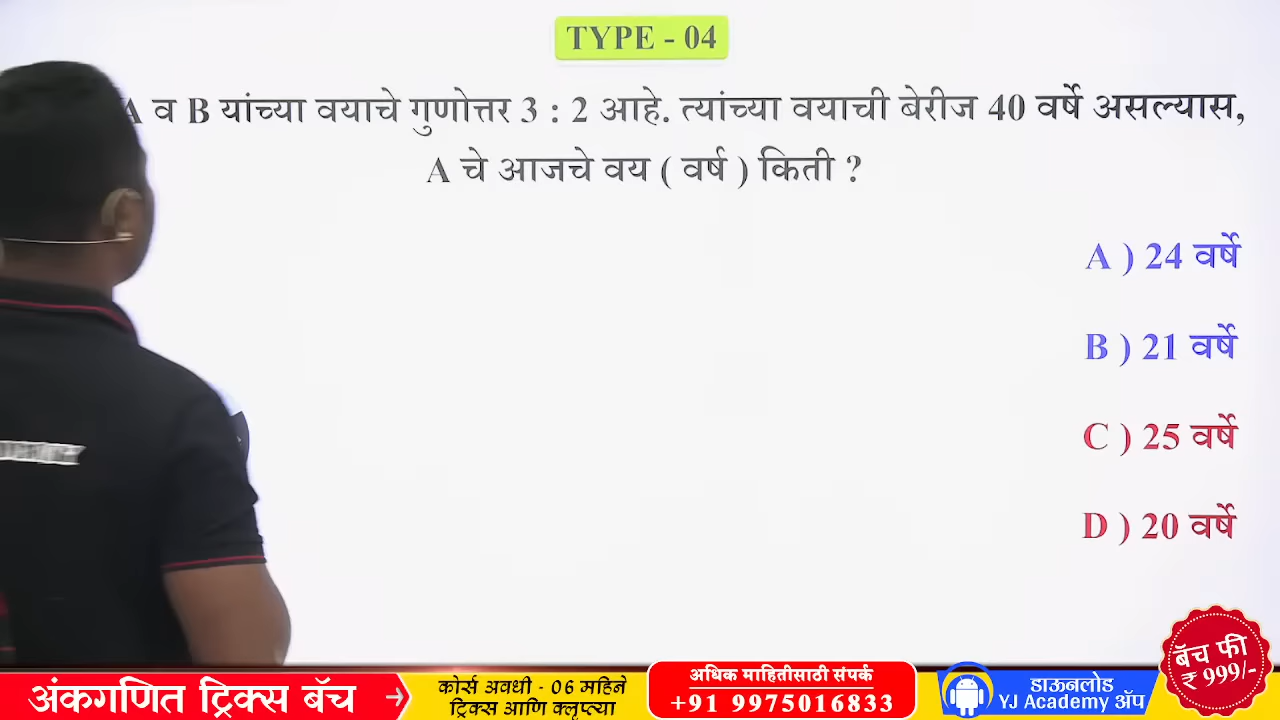 TYPE - 04
A व B यांच्या वयाचे गुणोत्तर 3 : 2 आहे. त्यांच्या वयाची बेरीज 40 वर्षे असल्यास,
A चे आजचे वय ( वर्ष ) किती ?
A ) 24 वर्षे
B ) 21 वर्षे
C ) 25 वर्षे
D ) 20 वर्षे
अंकगणित ट्रिक्स बॅच
कोर्स अवधी - 06 महिने
ट्रिक्स आणि क्लृप्त्या
अधिक माहितीसाठी संपर्क
+91 9975016833
डाऊनलोड
YJ Academy ॲप
बॅच फी
₹ 999/-